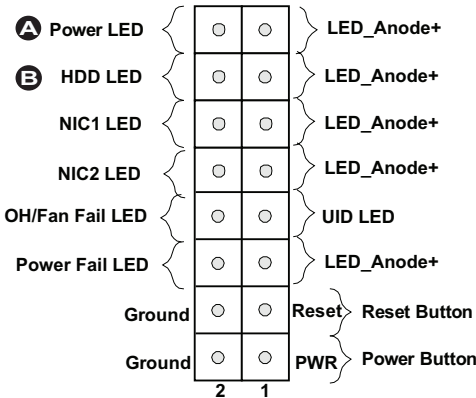 A Power LED LED_Anode+
B HDD LED LED_Anode+
NIC1 LED LED_Anode+
NIC2 LED LED_Anode+
OH/Fan Fail LED UID LED
Power Fail LED LED_Anode+
Ground Reset Reset Button
Ground PWR Power Button
2 1